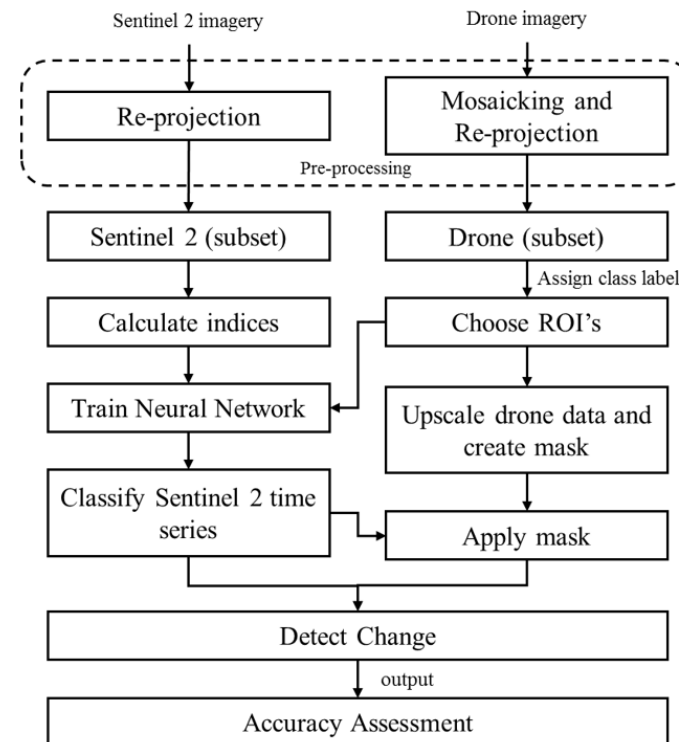 Sentinel 2 imagery
Drone imagery
Re-projection
Mosaicking and
Re-projection
Pre-processing
Sentinel 2 (subset)
Drone (subset)
Assign class label
Calculate indices
Choose ROI's
Train Neural Network
Upscale drone data and
create mask
Classify Sentinel 2 time
series
Apply mask
Detect Change
output
Accuracy Assessment